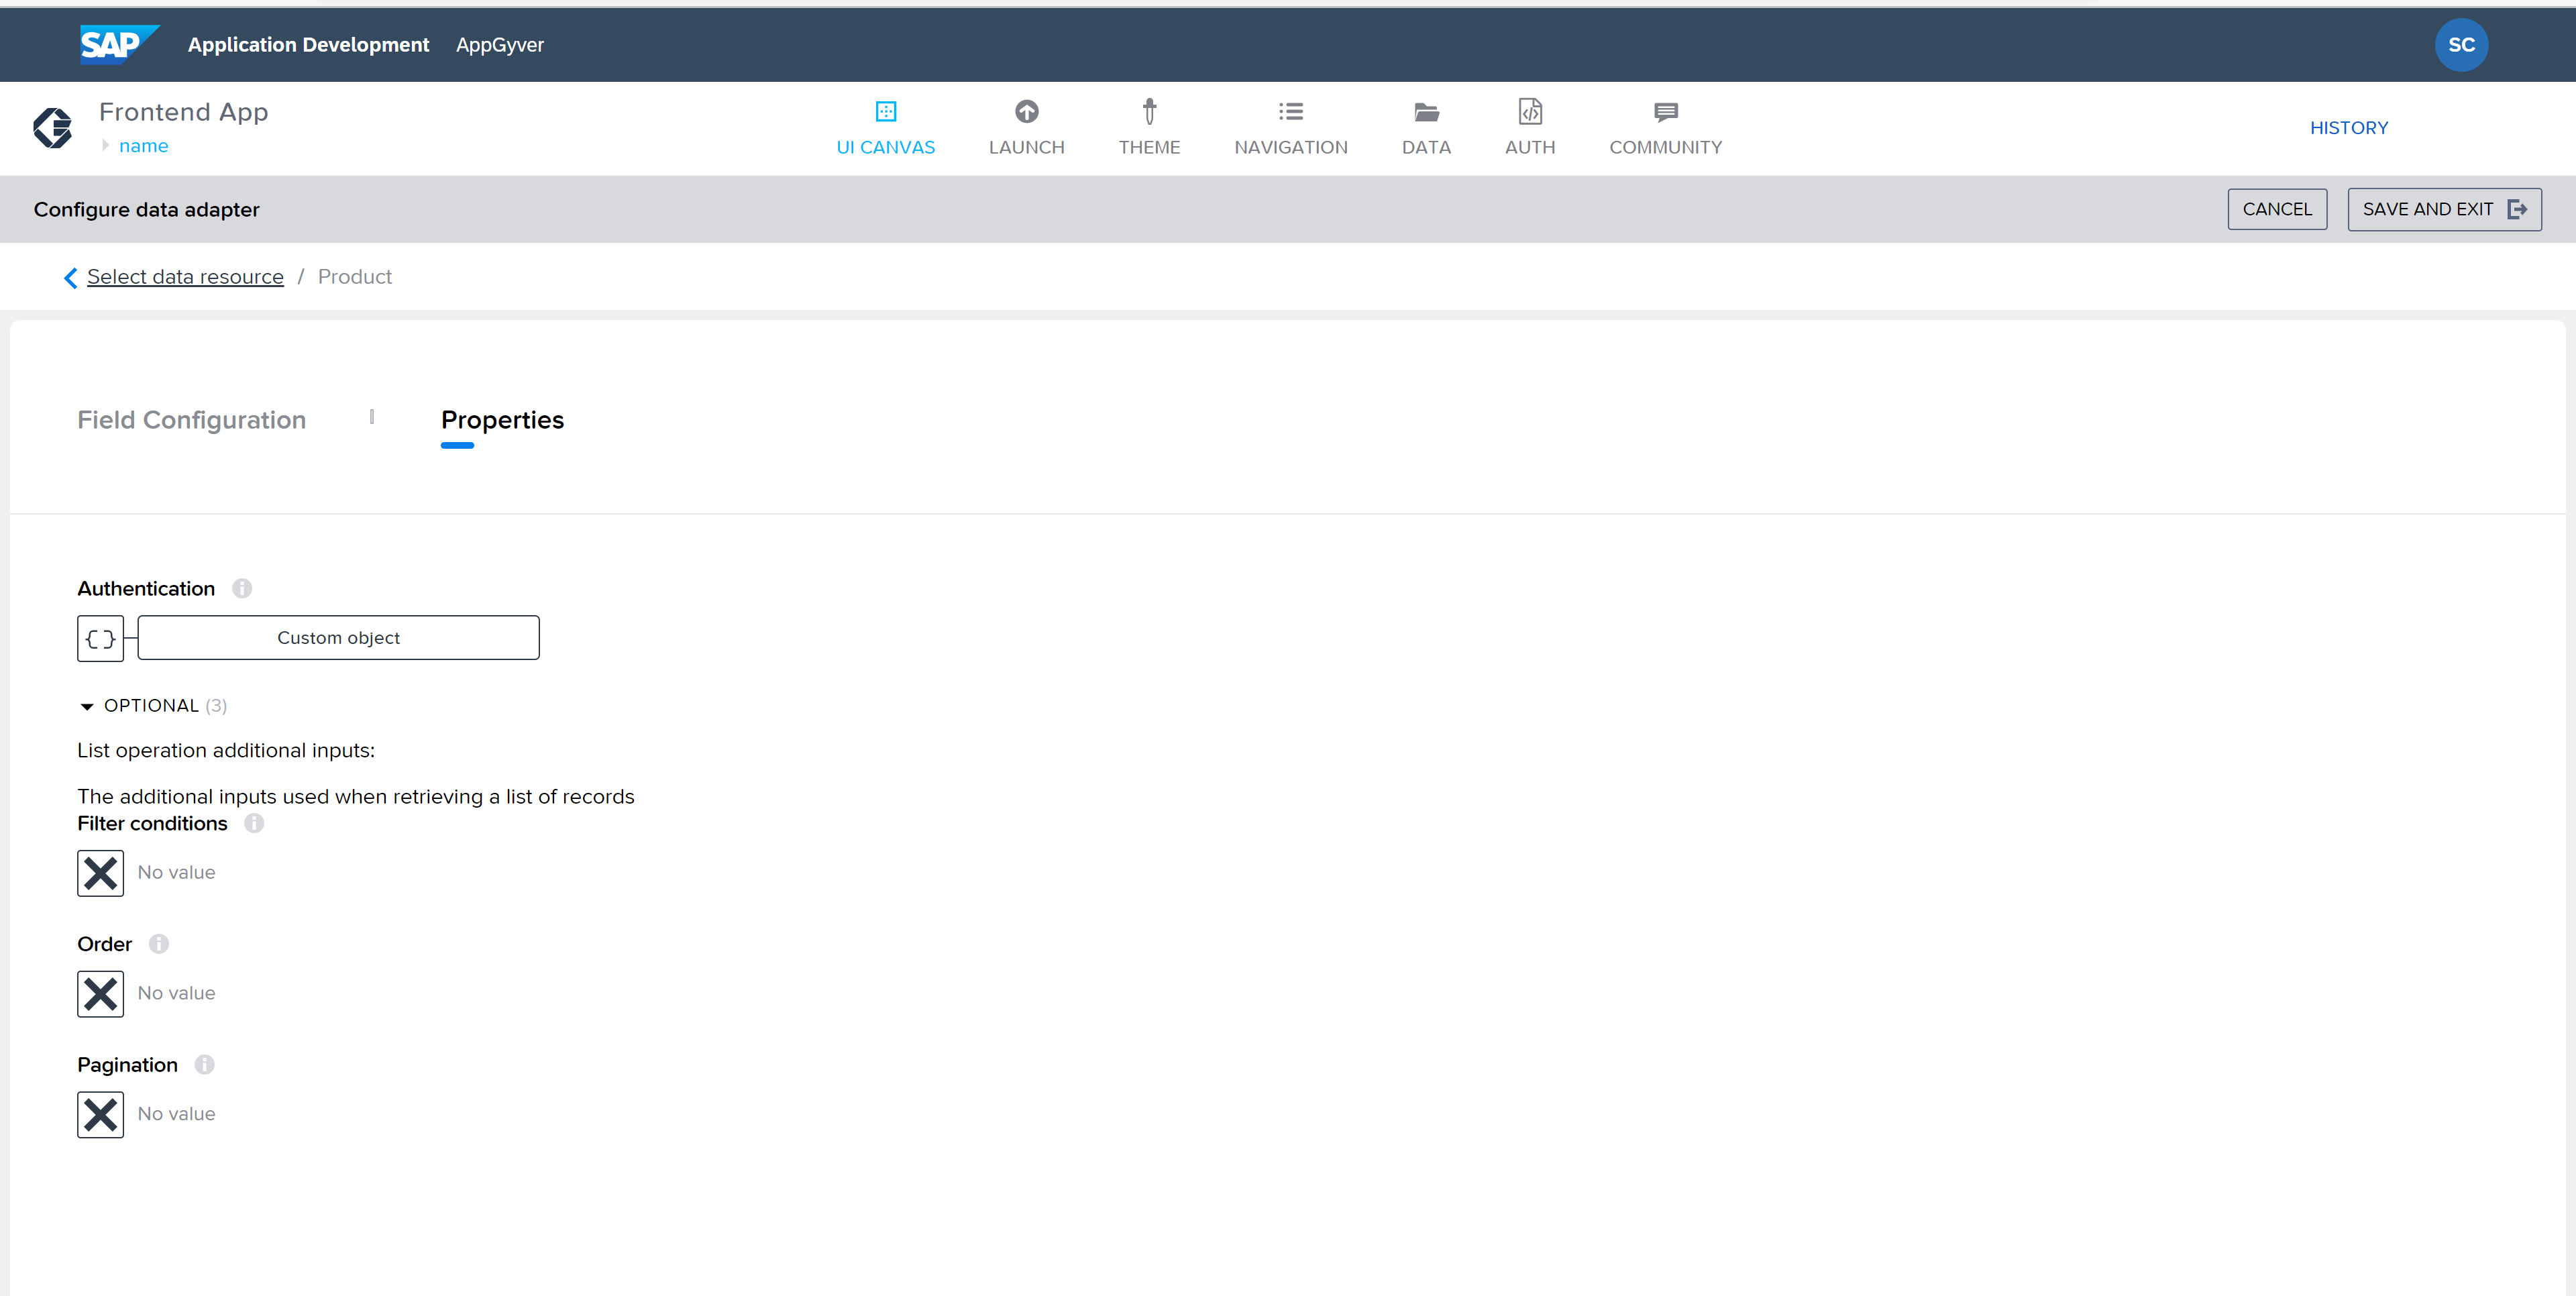 SAP Application Development AppGyver SC
Frontend App
name
UI CANVAS LAUNCH THEME NAVIGATION DATA AUTH COMMUNITY
HISTORY
Configure data adapter
CANCEL SAVE AND EXIT
Select data resource / Product
Field Configuration Properties
Authentication
{ } Custom object
OPTIONAL (3)
List operation additional inputs:
The additional inputs used when retrieving a list of records
Filter conditions
No value
Order
No value
Pagination
No value